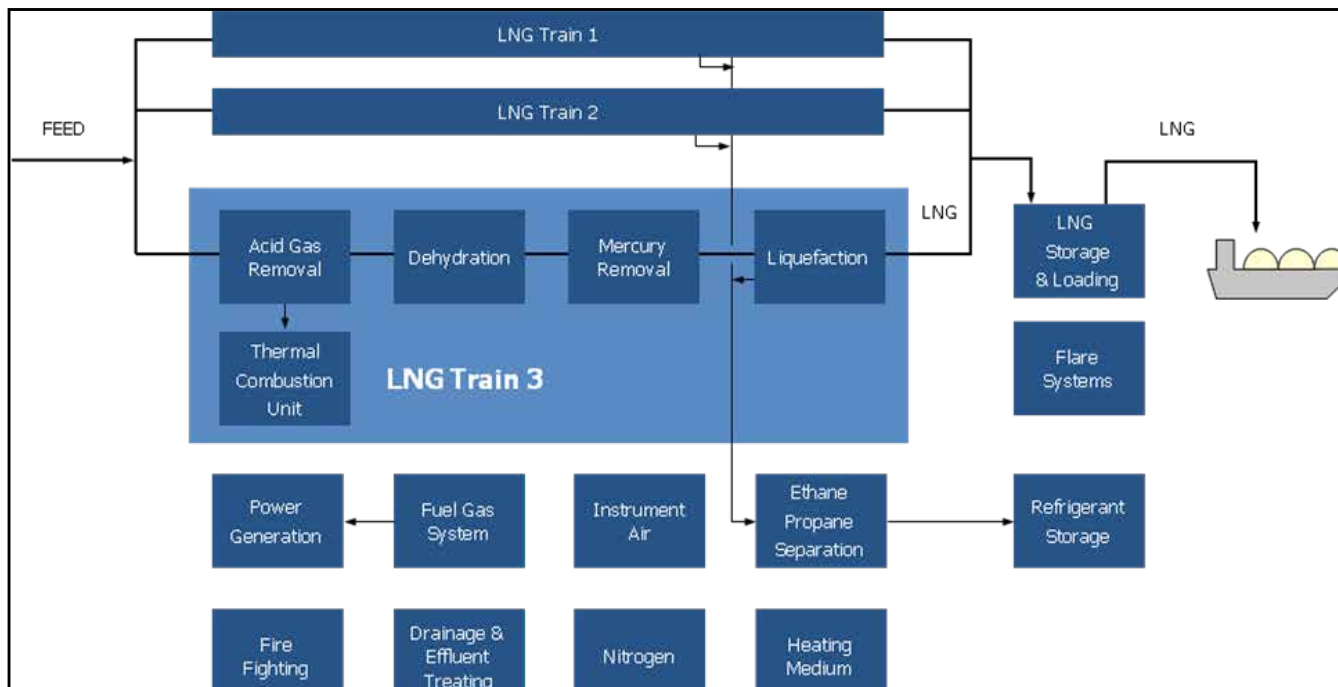 LNG Train 1
LNG Train 2
FEED
LNG
LNG
Acid Gas
Removal
Dehydration
Mercury
Removal
Liquefaction
LNG
Storage
& Loading
Thermal
Combustion
Unit
LNG Train 3
Flare
Systems
Power
Generation
Fuel Gas
System
Instrument
Air
Ethane
Propane
Separation
Refrigerant
Storage
Fire
Fighting
Drainage &
Effluent
Treating
Nitrogen
Heating
Medium